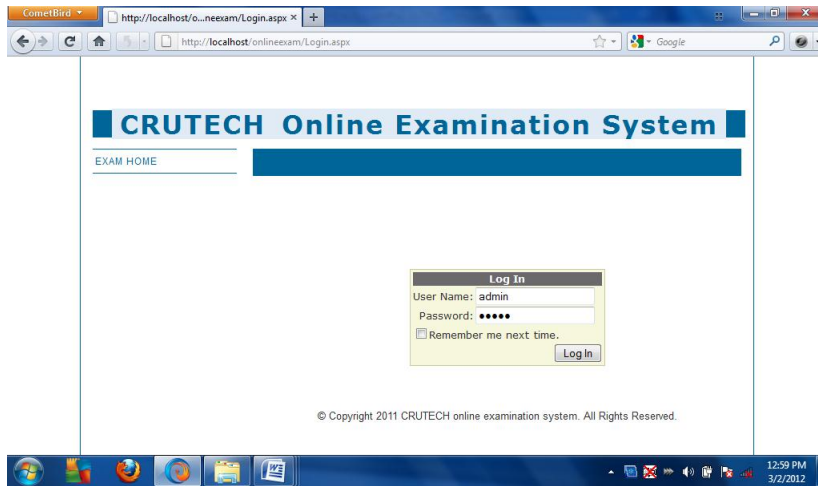 CometBird
http://localhost/o...neexam/Login.aspx × +
http://localhost/onlineexam/Login.aspx
Google
CRUTECH Online Examination System
EXAM HOME
Log In
User Name: admin
Password: •••••
Remember me next time.
Log In
© Copyright 2011 CRUTECH online examination system. All Rights Reserved.
12:59 PM
3/2/2012